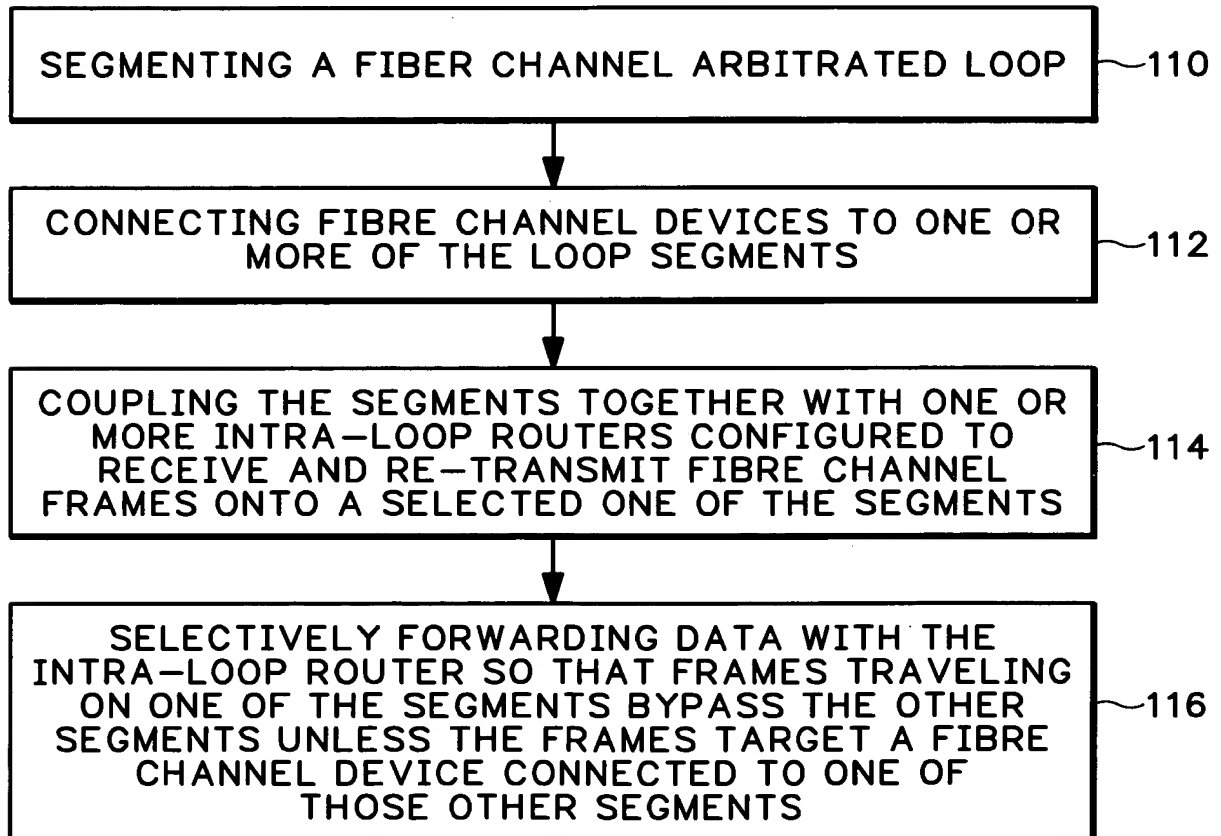 SEGMENTING A FIBER CHANNEL ARBITRATED LOOP
110
CONNECTING FIBRE CHANNEL DEVICES TO ONE OR
MORE OF THE LOOP SEGMENTS
112
COUPLING THE SEGMENTS TOGETHER WITH ONE OR
MORE INTRA-LOOP ROUTERS CONFIGURED TO
RECEIVE AND RE-TRANSMIT FIBRE CHANNEL
FRAMES ONTO A SELECTED ONE OF THE SEGMENTS
114
SELECTIVELY FORWARDING DATA WITH THE
INTRA-LOOP ROUTER SO THAT FRAMES TRAVELING
ON ONE OF THE SEGMENTS BYPASS THE OTHER
SEGMENTS UNLESS THE FRAMES TARGET A FIBRE
CHANNEL DEVICE CONNECTED TO ONE OF
THOSE OTHER SEGMENTS
116